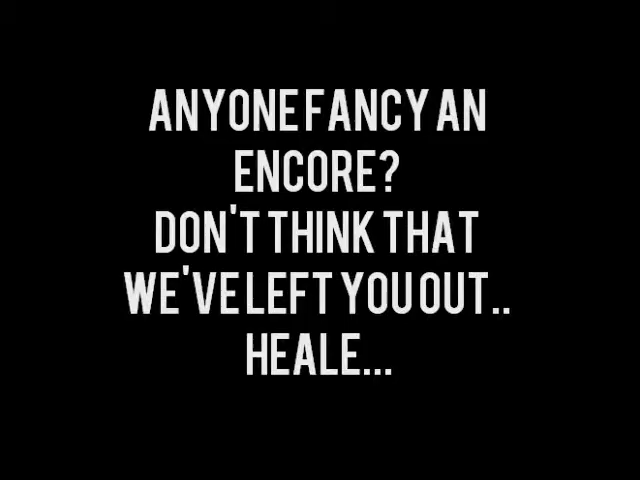 ANYONE FANCY AN
ENCORE?
DON'T THINK THAT
WE'VE LEFT YOU OUT..
HEALE...